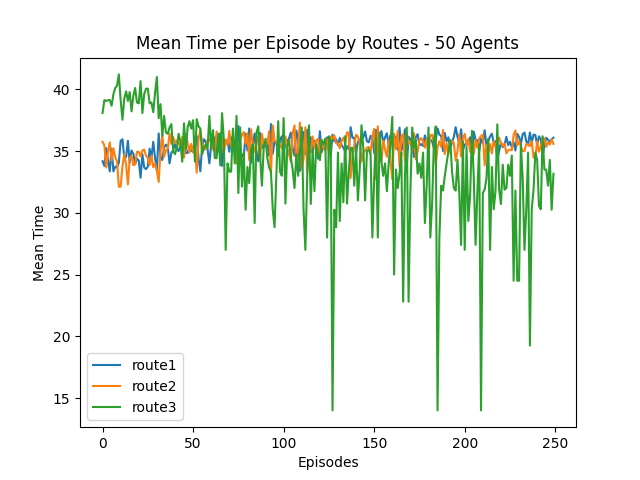 Mean Time per Episode by Routes - 50 Agents
Mean Time
40
35
30
25
20
15
route1
route2
route3
0 50 100 150 200 250
Episodes